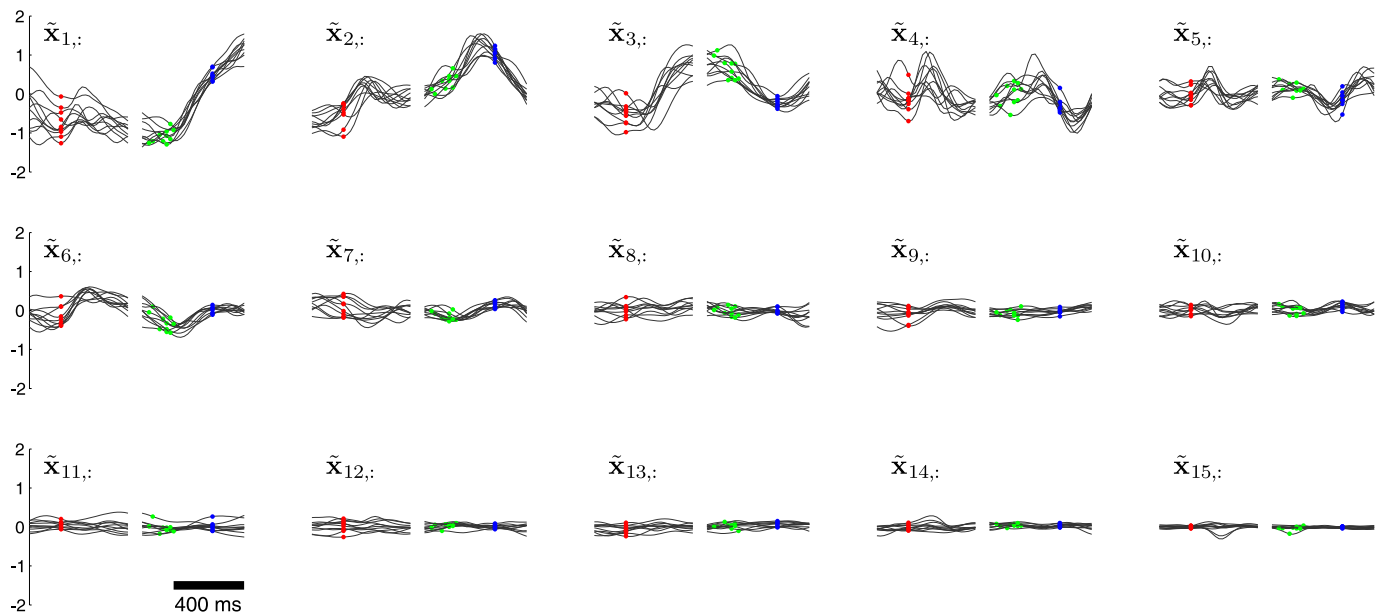 2
1
0
-1
-2
x̃1,:
x̃2,:
x̃3,:
x̃4,:
x̃5,:
2
1
0
-1
-2
x̃6,:
x̃7,:
x̃8,:
x̃9,:
x̃10,:
2
1
0
-1
-2
x̃11,:
x̃12,:
x̃13,:
x̃14,:
x̃15,:
400 ms